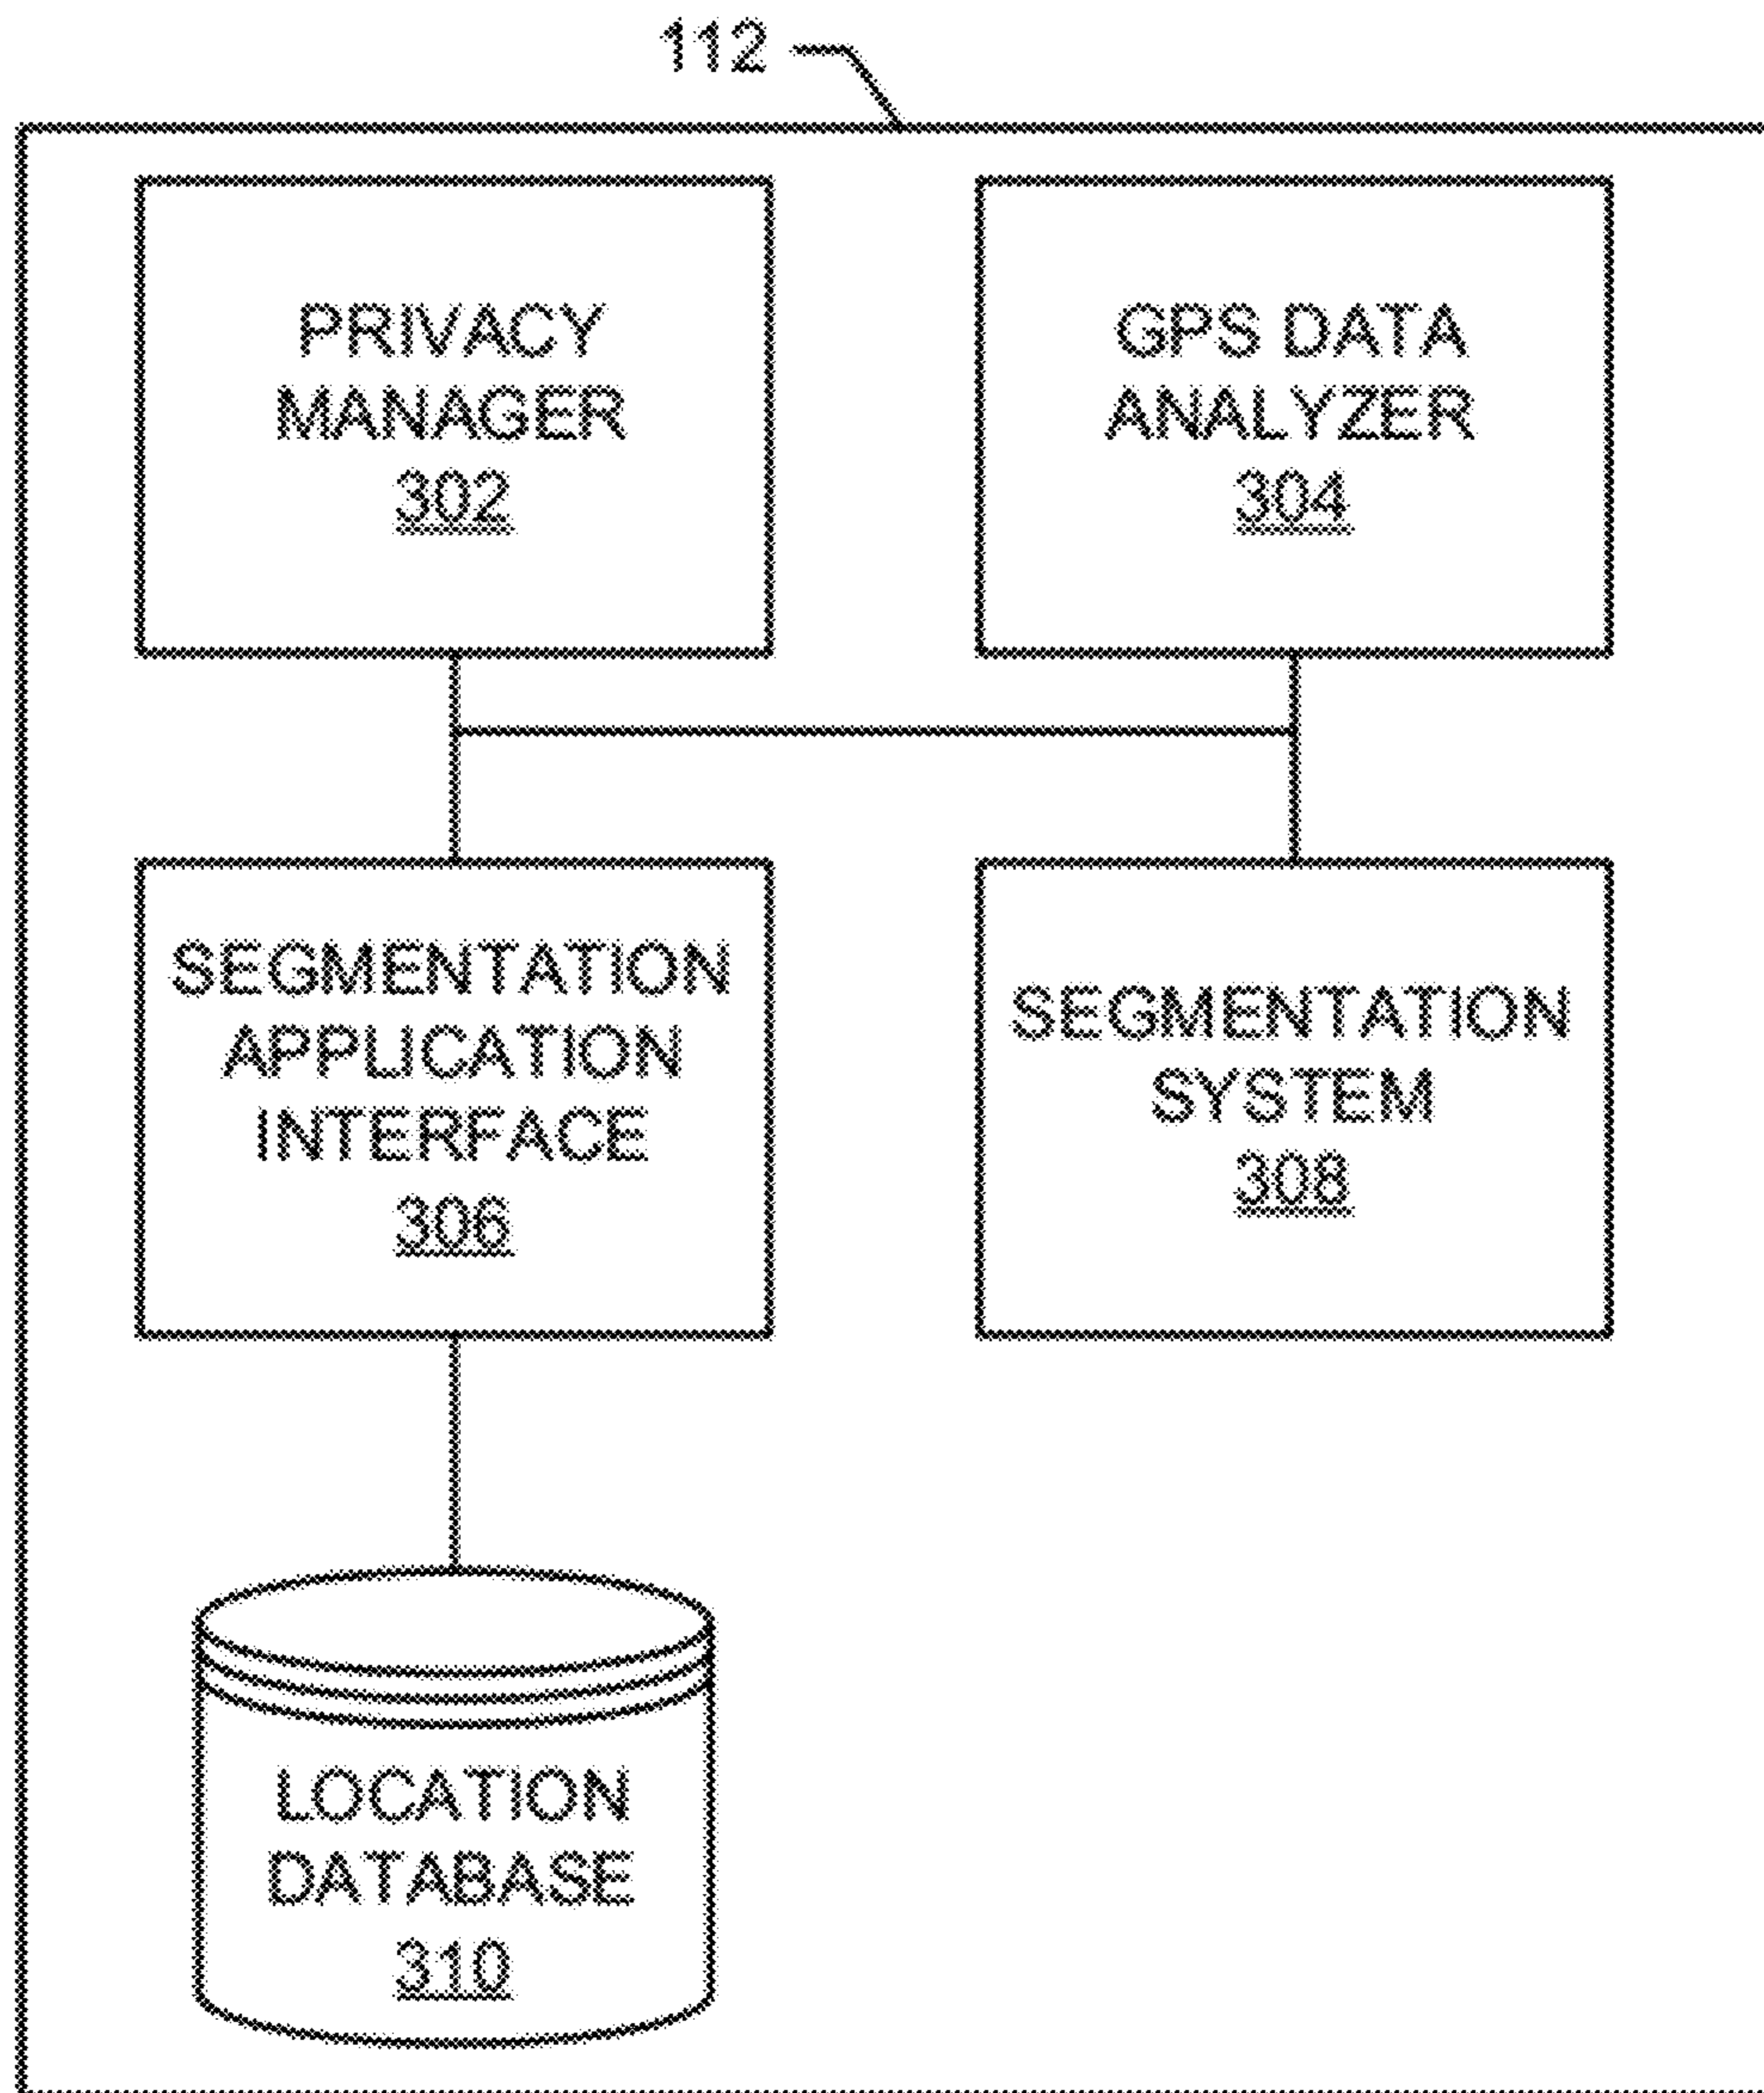 112
PRIVACY
MANAGER
302
GPS DATA
ANALYZER
304
SEGMENTATION
APPLICATION
INTERFACE
306
SEGMENTATION
SYSTEM
308
LOCATION
DATABASE
310